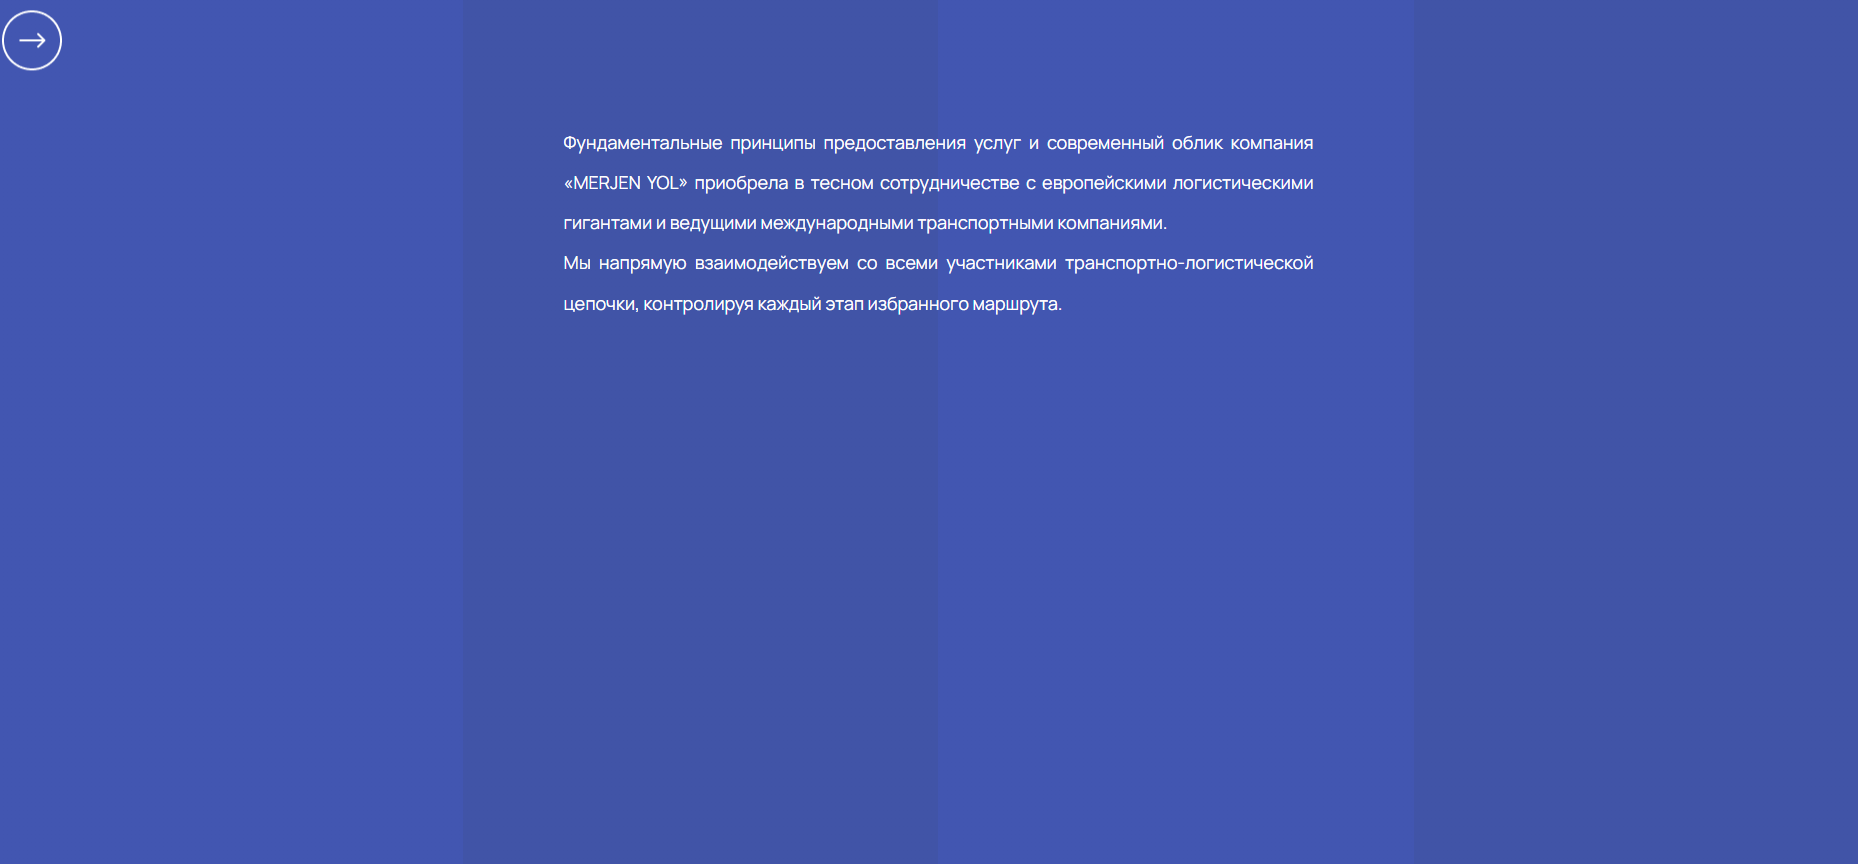 Фундаментальные принципы предоставления услуг и современный облик компания
«MERJEN YOL» приобрела в тесном сотрудничестве с европейскими логистическими
гигантами и ведущими международными транспортными компаниями.
Мы напрямую взаимодействуем со всеми участниками транспортно-логистической
цепочки, контролируя каждый этап избранного маршрута.